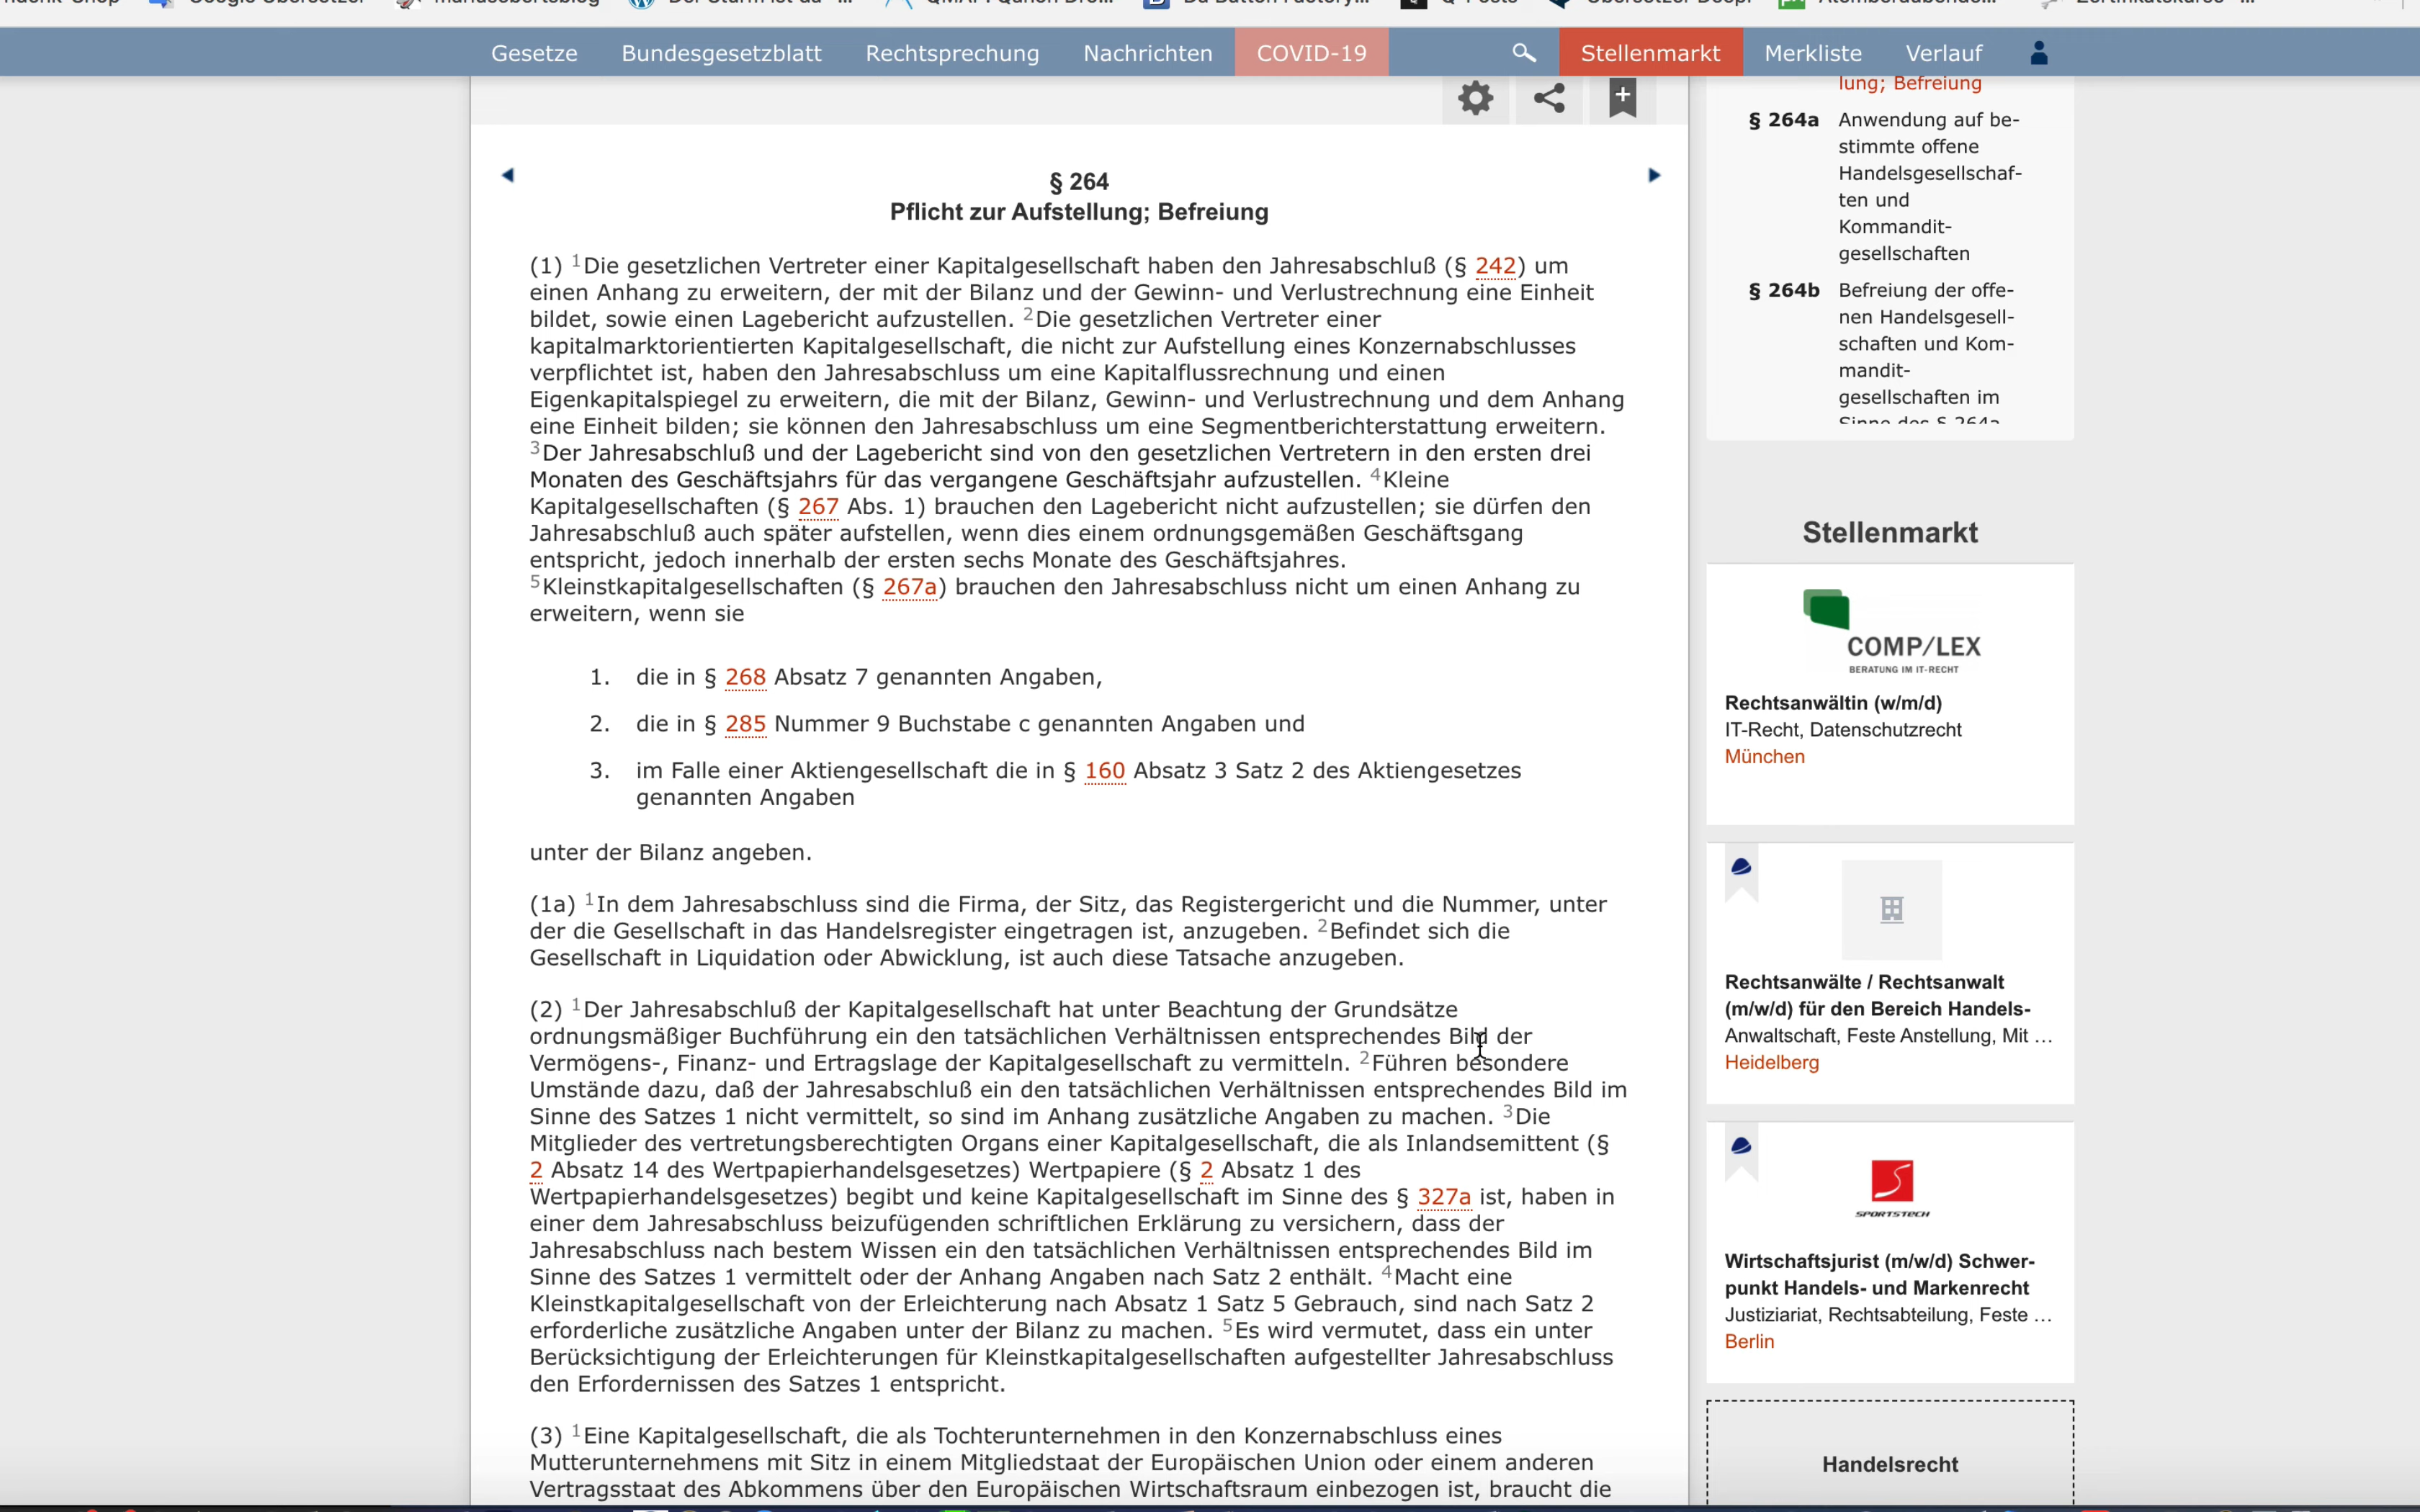 Gesetze Bundesgesetzblatt Rechtsprechung Nachrichten COVID-19 Stellenmarkt Merkliste Verlauf
§ 264
Pflicht zur Aufstellung; Befreiung
(1) 1Die gesetzlichen Vertreter einer Kapitalgesellschaft haben den Jahresabschluß (§ 242) um
einen Anhang zu erweitern, der mit der Bilanz und der Gewinn- und Verlustrechnung eine Einheit
bildet, sowie einen Lagebericht aufzustellen. 2Die gesetzlichen Vertreter einer
kapitalmarktorientierten Kapitalgesellschaft, die nicht zur Aufstellung eines Konzernabschlusses
verpflichtet ist, haben den Jahresabschluss um eine Kapitalflussrechnung und einen
Eigenkapitalspiegel zu erweitern, die mit der Bilanz, Gewinn- und Verlustrechnung und dem Anhang
eine Einheit bilden; sie können den Jahresabschluss um eine Segmentberichterstattung erweitern.
3Der Jahresabschluß und der Lagebericht sind von den gesetzlichen Vertretern in den ersten drei
Monaten des Geschäftsjahrs für das vergangene Geschäftsjahr aufzustellen. 4Kleine
Kapitalgesellschaften (§ 267 Abs. 1) brauchen den Lagebericht nicht aufzustellen; sie dürfen den
Jahresabschluß auch später aufstellen, wenn dies einem ordnungsgemäßen Geschäftsgang
entspricht, jedoch innerhalb der ersten sechs Monate des Geschäftsjahres.
5Kleinstkapitalgesellschaften (§ 267a) brauchen den Jahresabschluss nicht um einen Anhang zu
erweitern, wenn sie
1. die in § 268 Absatz 7 genannten Angaben,
2. die in § 285 Nummer 9 Buchstabe c genannten Angaben und
3. im Falle einer Aktiengesellschaft die in § 160 Absatz 3 Satz 2 des Aktiengesetzes
genannten Angaben
unter der Bilanz angeben.
(1a) 1In dem Jahresabschluss sind die Firma, der Sitz, das Registergericht und die Nummer, unter
der die Gesellschaft in das Handelsregister eingetragen ist, anzugeben. 2Befindet sich die
Gesellschaft in Liquidation oder Abwicklung, ist auch diese Tatsache anzugeben.
(2) 1Der Jahresabschluß der Kapitalgesellschaft hat unter Beachtung der Grundsätze
ordnungsmäßiger Buchführung ein den tatsächlichen Verhältnissen entsprechendes Bild der
Vermögens-, Finanz- und Ertragslage der Kapitalgesellschaft zu vermitteln. 2Führen besondere
Umstände dazu, daß der Jahresabschluß ein den tatsächlichen Verhältnissen entsprechendes Bild im
Sinne des Satzes 1 nicht vermittelt, so sind im Anhang zusätzliche Angaben zu machen. 3Die
Mitglieder des vertretungsberechtigten Organs einer Kapitalgesellschaft, die als Inlandsemittent (§
2 Absatz 14 des Wertpapierhandelsgesetzes) Wertpapiere (§ 2 Absatz 1 des
Wertpapierhandelsgesetzes) begibt und keine Kapitalgesellschaft im Sinne des § 327a ist, haben in
einer dem Jahresabschluss beizufügenden schriftlichen Erklärung zu versichern, dass der
Jahresabschluss nach bestem Wissen ein den tatsächlichen Verhältnissen entsprechendes Bild im
Sinne des Satzes 1 vermittelt oder der Anhang Angaben nach Satz 2 enthält. 4Macht eine
Kleinstkapitalgesellschaft von der Erleichterung nach Absatz 1 Satz 5 Gebrauch, sind nach Satz 2
erforderliche zusätzliche Angaben unter der Bilanz zu machen. 5Es wird vermutet, dass ein unter
Berücksichtigung der Erleichterungen für Kleinstkapitalgesellschaften aufgestellter Jahresabschluss
den Erfordernissen des Satzes 1 entspricht.
(3) 1Eine Kapitalgesellschaft, die als Tochterunternehmen in den Konzernabschluss eines
Mutterunternehmens mit Sitz in einem Mitgliedstaat der Europäischen Union oder einem anderen
Vertragsstaat des Abkommens über den Europäischen Wirtschaftsraum einbezogen ist, braucht die
lung; Befreiung
§ 264a Anwendung auf be-
stimmte offene
Handelsgesellschaf-
ten und
Kommandit-
gesellschaften
§ 264b Befreiung der offe-
nen Handelsgesell-
schaften und Kom-
mandit-
gesellschaften im
Sinne des § 264a
Stellenmarkt
COMP/LEX
BERATUNG IM IT-RECHT
Rechtsanwältin (w/m/d)
IT-Recht, Datenschutzrecht
München
Rechtsanwälte / Rechtsanwalt
(m/w/d) für den Bereich Handels-
Anwaltschaft, Feste Anstellung, Mit ...
Heidelberg
SPORTSTECH
Wirtschaftsjurist (m/w/d) Schwer-
punkt Handels- und Markenrecht
Justiziariat, Rechtsabteilung, Feste ...
Berlin
Handelsrecht